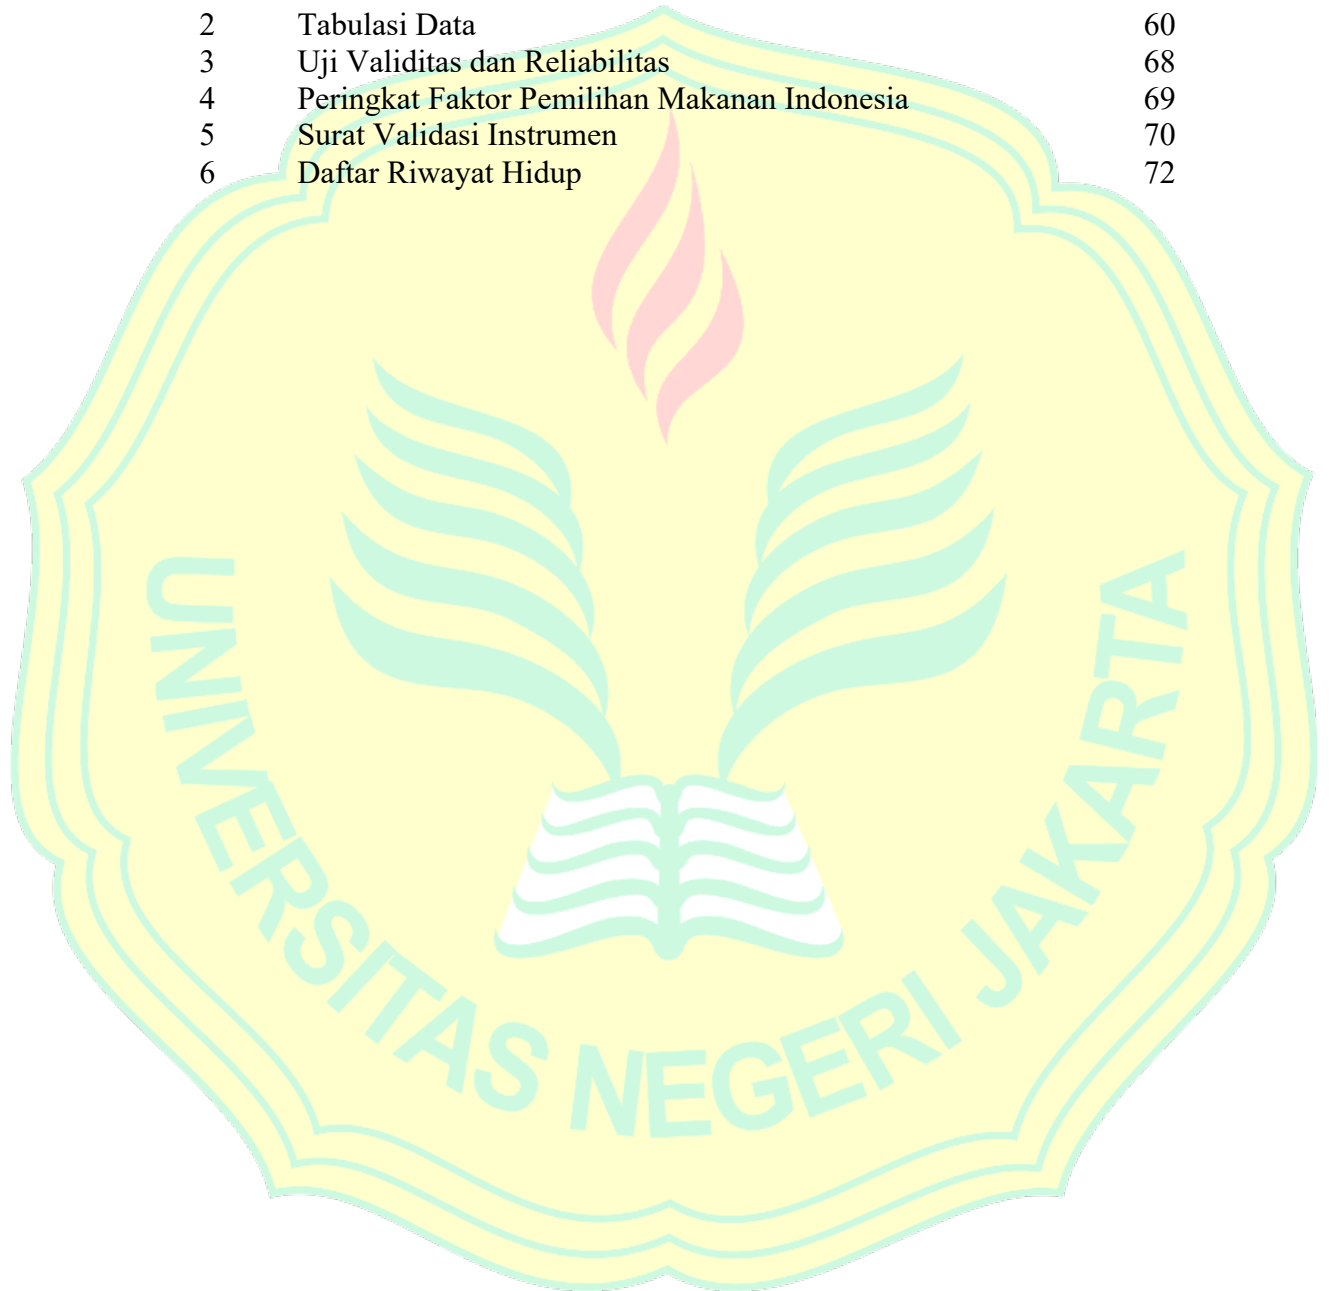 2 Tabulasi Data 60
3 Uji Validitas dan Reliabilitas 68
4 Peringkat Faktor Pemilihan Makanan Indonesia 69
5 Surat Validasi Instrumen 70
6 Daftar Riwayat Hidup 72
UNIVERSITAS NEGERI JAKARTA